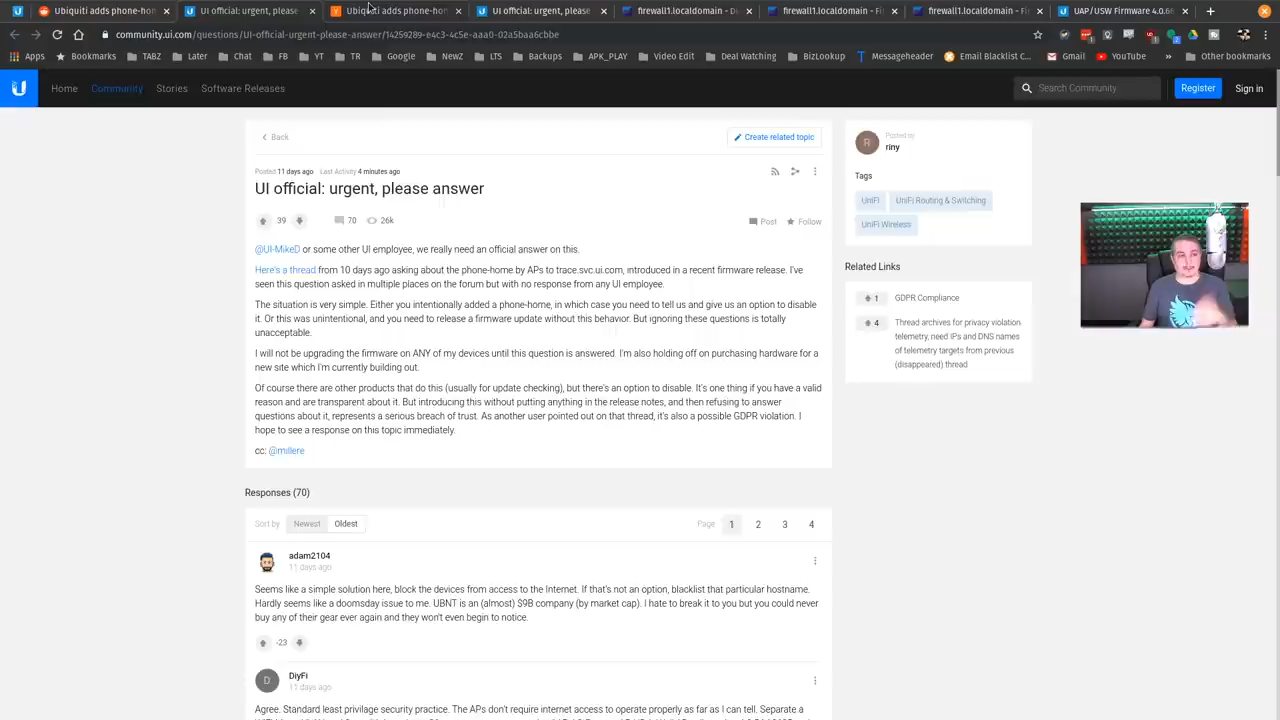 Ubiquiti adds phone-hom
UI official: urgent, please
Ubiquiti adds phone-hom
UI official: urgent, please
firewall1.localdomain - D
firewall1.localdomain - Fi
firewall1.localdomain - Fi
UAP/USW Firmware 4.0.66
community.ui.com/questions/UI-official-urgent-please-answer/14259289-e4c3-4c5e-aaa0-02a5baa6cbbe
Apps
Bookmarks
TABZ
Later
Chat
FB
YT
TR
Google
NewZ
LTS
Backups
APK_PLAY
Video Edit
Deal Watching
BizLookup
Messageheader
Email Blacklist C...
Gmail
YouTube
»
Other bookmarks
Home
Community
Stories
Software Releases
Search Community
Register
Sign in
Back
Create related topic
Posted 11 days ago Last Activity 4 minutes ago
UI official: urgent, please answer
39
70
26k
Post
Follow
@UI-MikeD or some other UI employee, we really need an official answer on this.
Here's a thread from 10 days ago asking about the phone-home by APs to trace.svc.ui.com, introduced in a recent firmware release. I've
seen this question asked in multiple places on the forum but with no response from any UI employee.
The situation is very simple. Either you intentionally added a phone-home, in which case you need to tell us and give us an option to disable
it. Or this was unintentional, and you need to release a firmware update without this behavior. But ignoring these questions is totally
unacceptable.
I will not be upgrading the firmware on ANY of my devices until this question is answered. I'm also holding off on purchasing hardware for a
new site which I'm currently building out.
Of course there are other products that do this (usually for update checking), but there's an option to disable. It's one thing if you have a valid
reason and are transparent about it. But introducing this without putting anything in the release notes, and then refusing to answer
questions about it, represents a serious breach of trust. As another user pointed out on that thread, it's also a possible GDPR violation. I
hope to see a response on this topic immediately.
cc: @millere
R
Posted by
riny
Tags
UniFi
UniFi Routing & Switching
UniFi Wireless
Related Links
1
GDPR Compliance
4
Thread archives for privacy violation-
telemetry, need IPs and DNS names
of telemetry targets from previous
(disappeared) thread
Responses (70)
Sort by
Newest
Oldest
Page
1
2
3
4
adam2104
11 days ago
Seems like a simple solution here, block the devices from access to the Internet. If that's not an option, blacklist that particular hostname.
Hardly seems like a doomsday issue to me. UBNT is an (almost) $9B company (by market cap). I hate to break it to you but you could never
buy any of their gear ever again and they won't even begin to notice.
-23
D
DiyFi
11 days ago
Agree. Standard least privilage security practice. The APs don't require internet access to operate properly as far as I can tell. Separate a